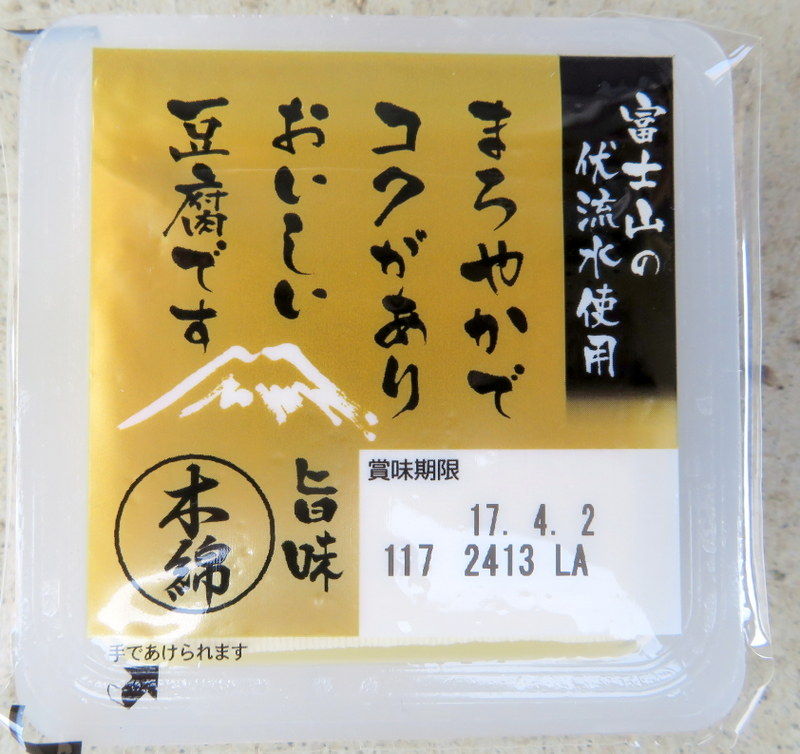 富士山の
伏流水使用
まろやかで
コクがあり
おいしい
豆腐です
旨味
木綿
賞味期限
17. 4. 2
117 2413 LA
手であけられます